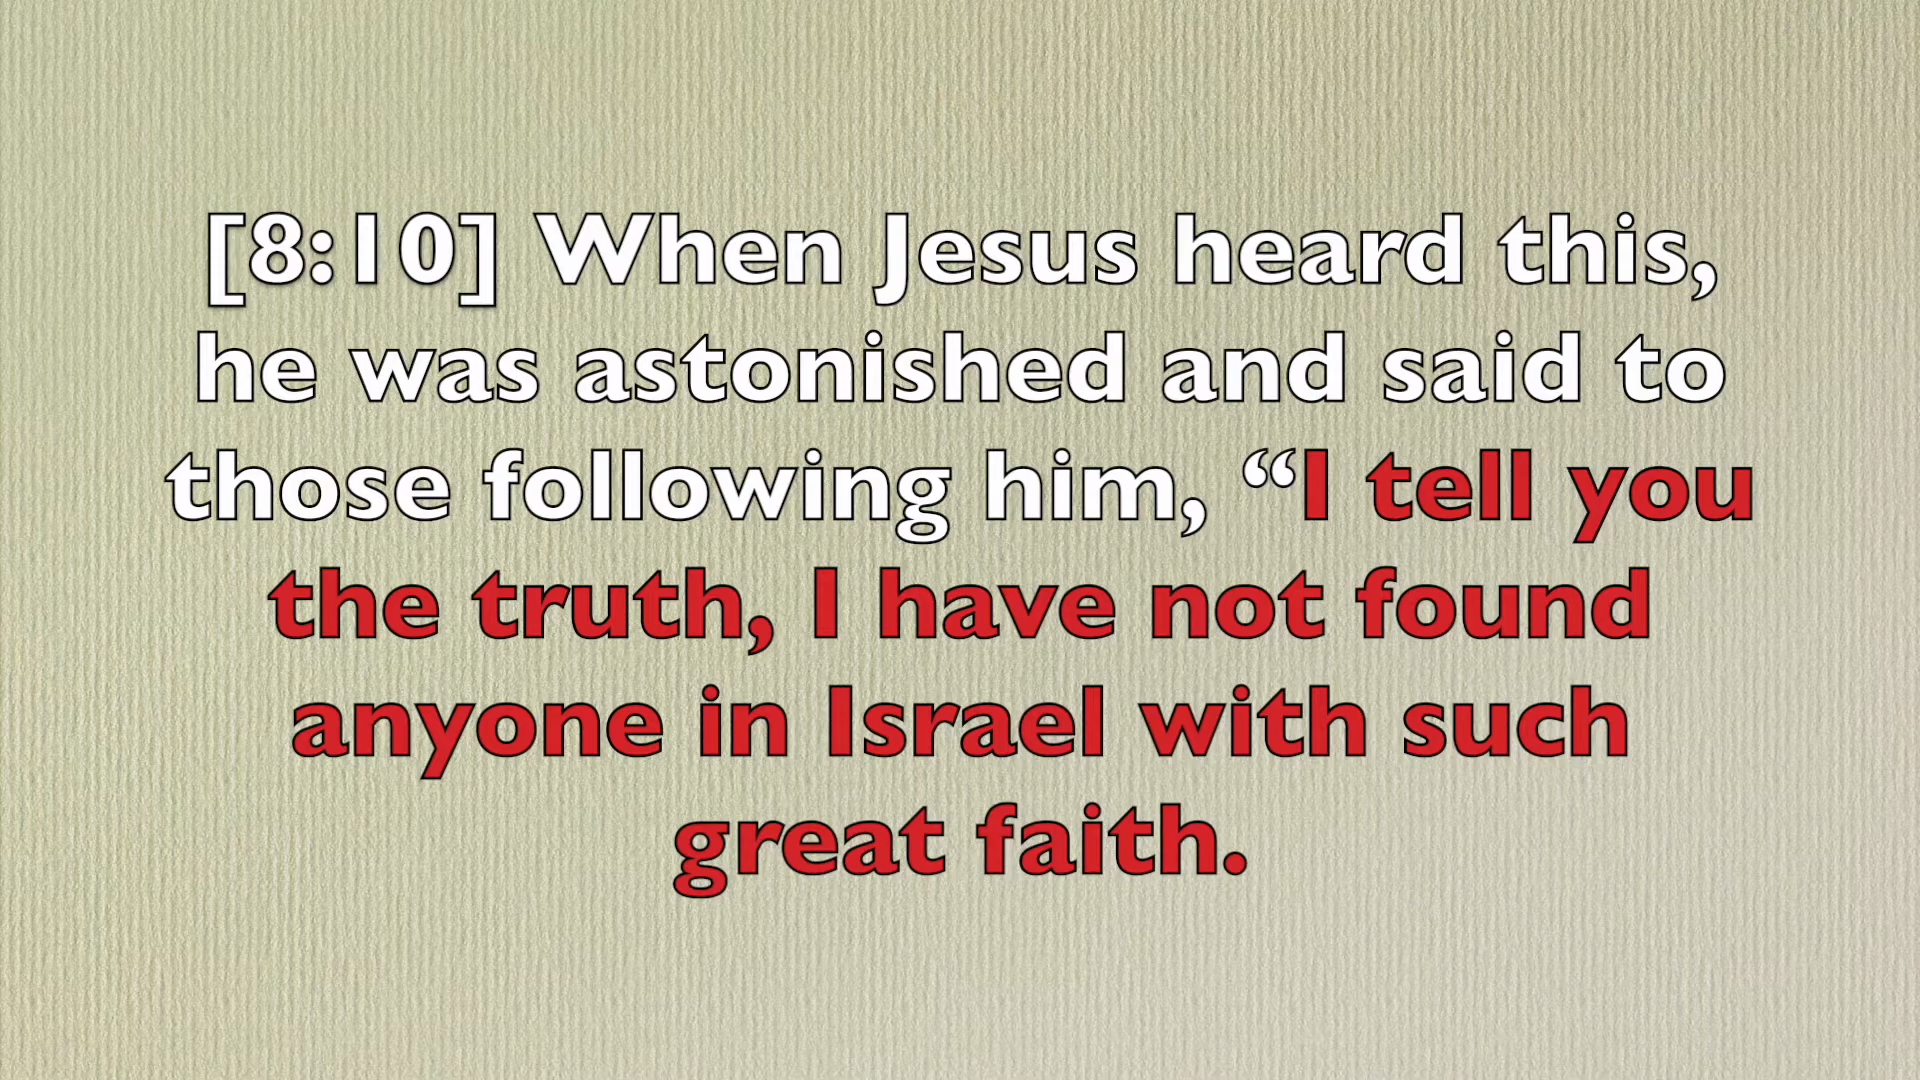 [8:10] When Jesus heard this,
he was astonished and said to
those following him, “I tell you
the truth, I have not found
anyone in Israel with such
great faith.